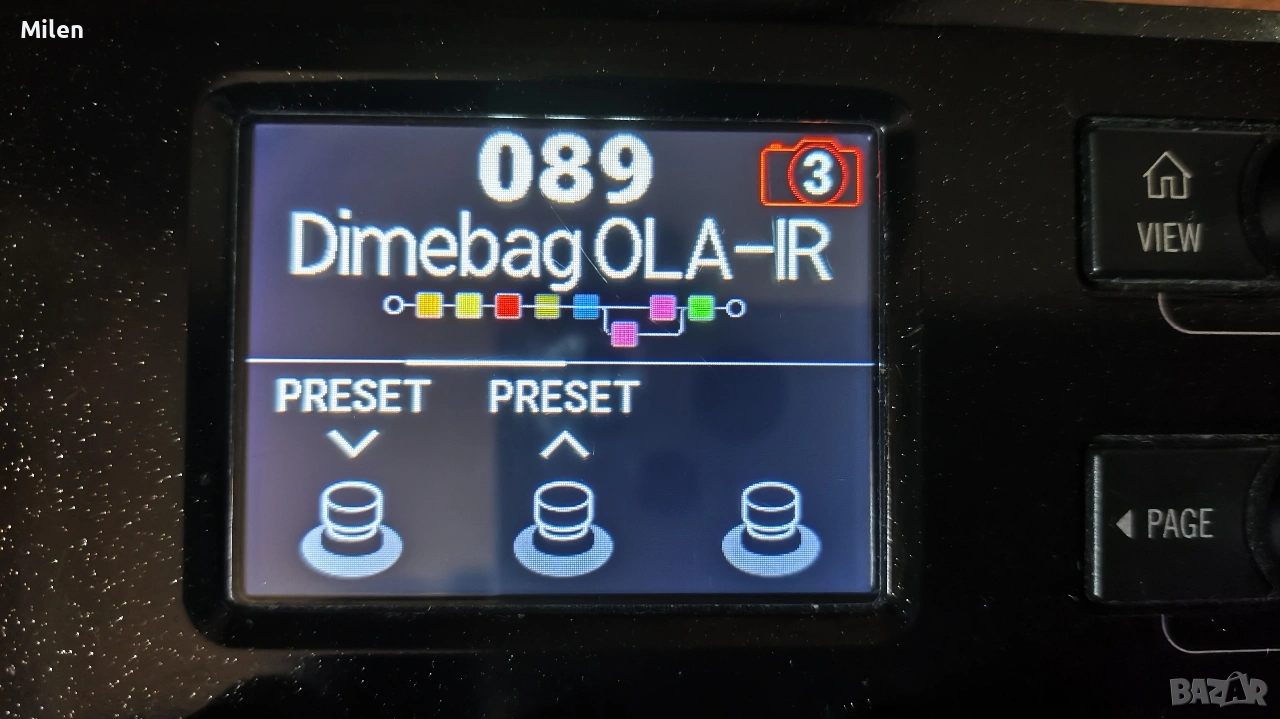 Milen
089
3
Dimebag OLA-IR
PRESET PRESET
VIEW
PAGE
BAZAR